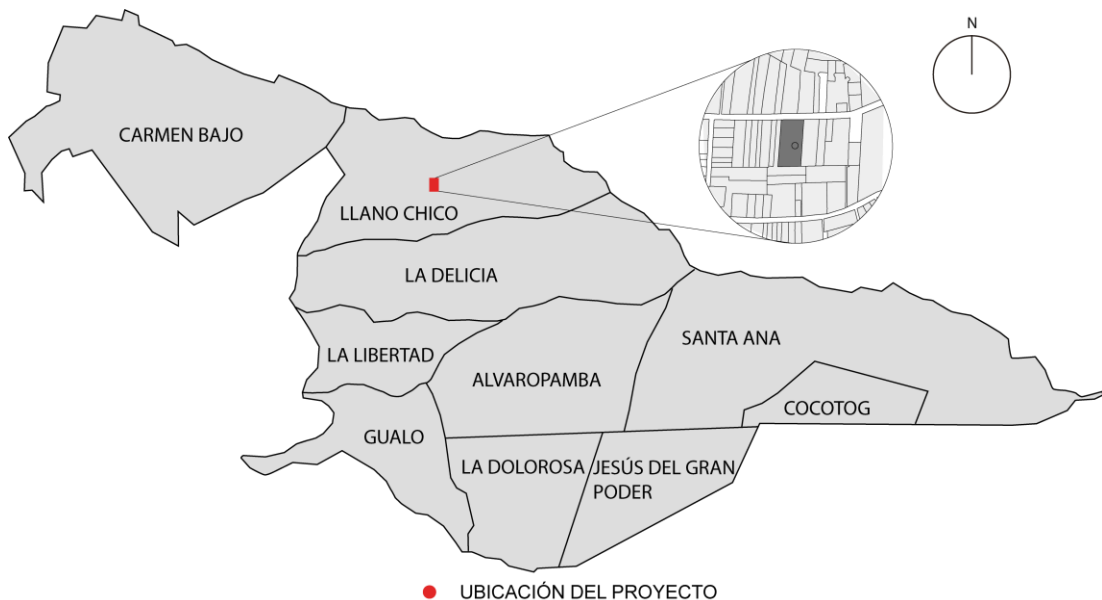 N
CARMEN BAJO
LLANO CHICO
LA DELICIA
LA LIBERTAD
SANTA ANA
ALVAROPAMBA
COCOTOG
GUALO
LA DOLOROSA
JESÚS DEL GRAN
PODER
UBICACIÓN DEL PROYECTO